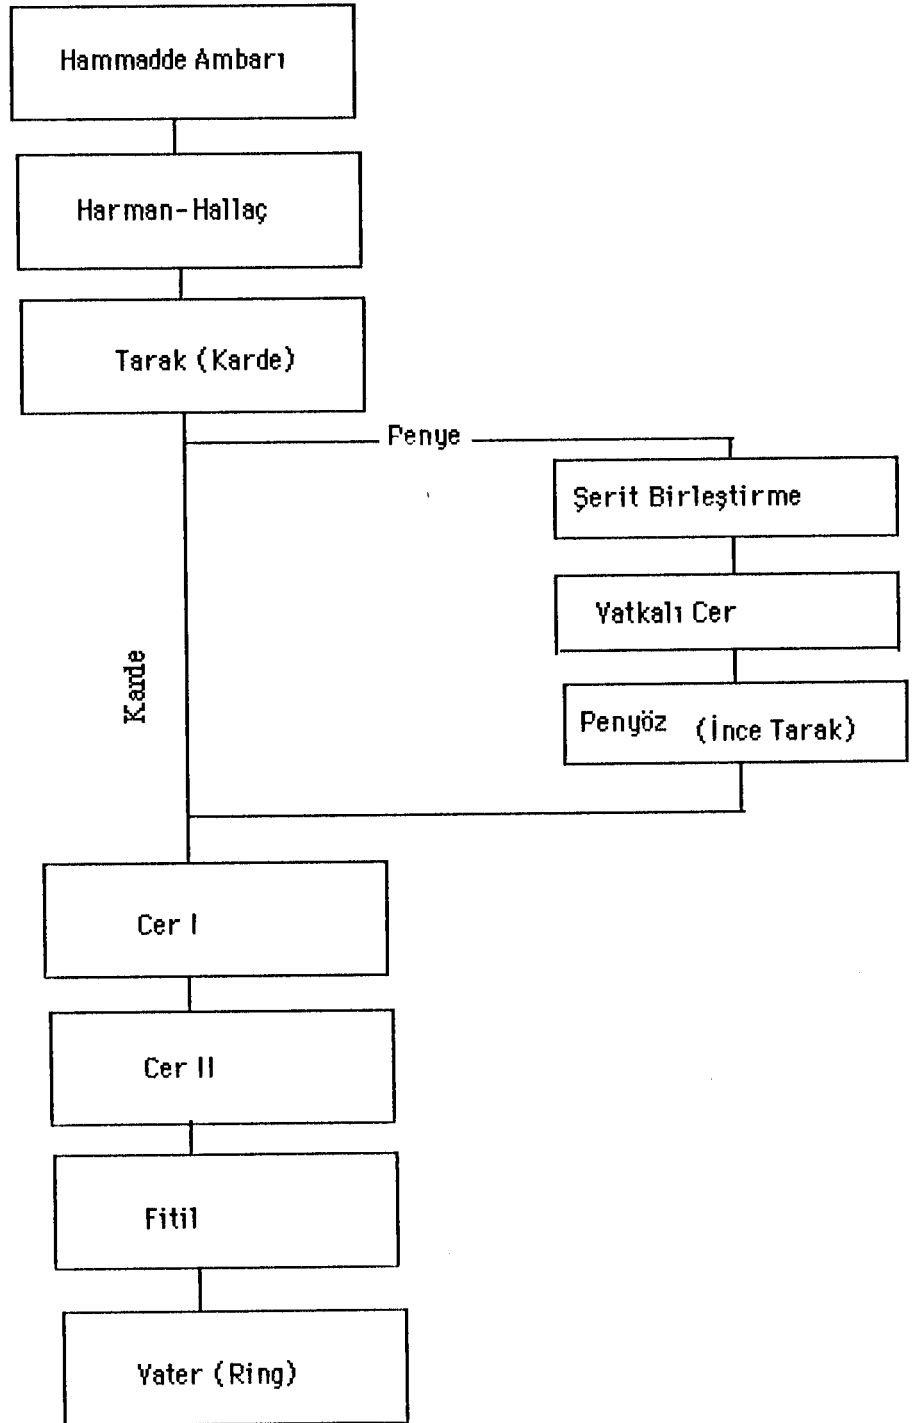 Hammadde Ambarı
Harman-Hallaç
Tarak (Karde)
Penye
Şerit Birleştirme
Vatkalı Cer
Penyöz (İnce Tarak)
Karde
Cer I
Cer II
Fitil
Vater (Ring)